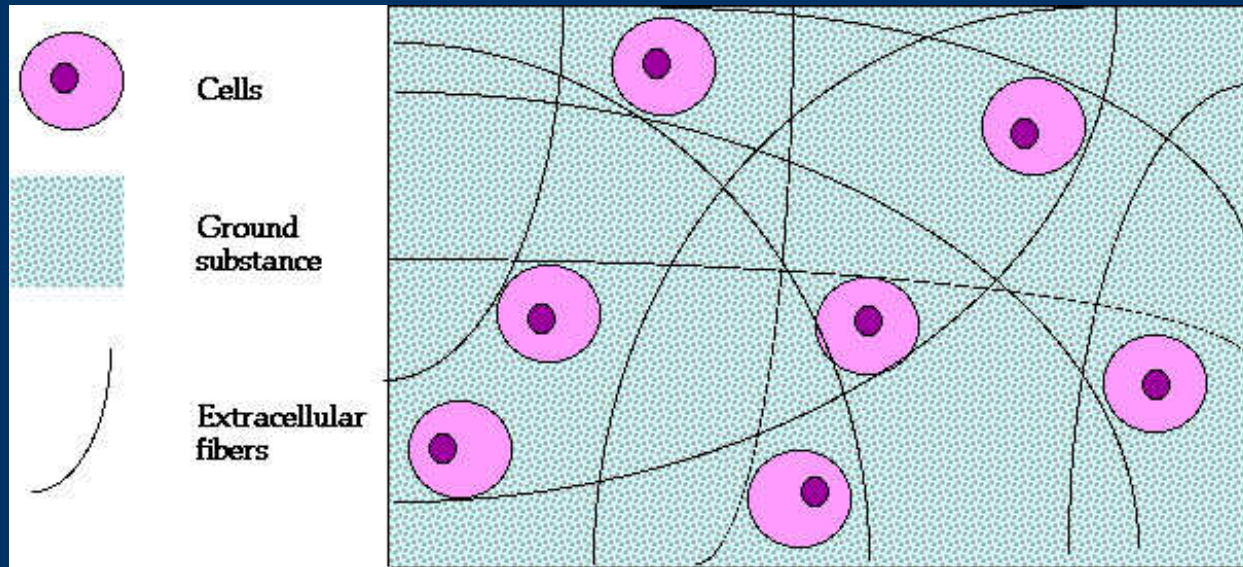 Cells
Ground
substance
Extracellular
fibers